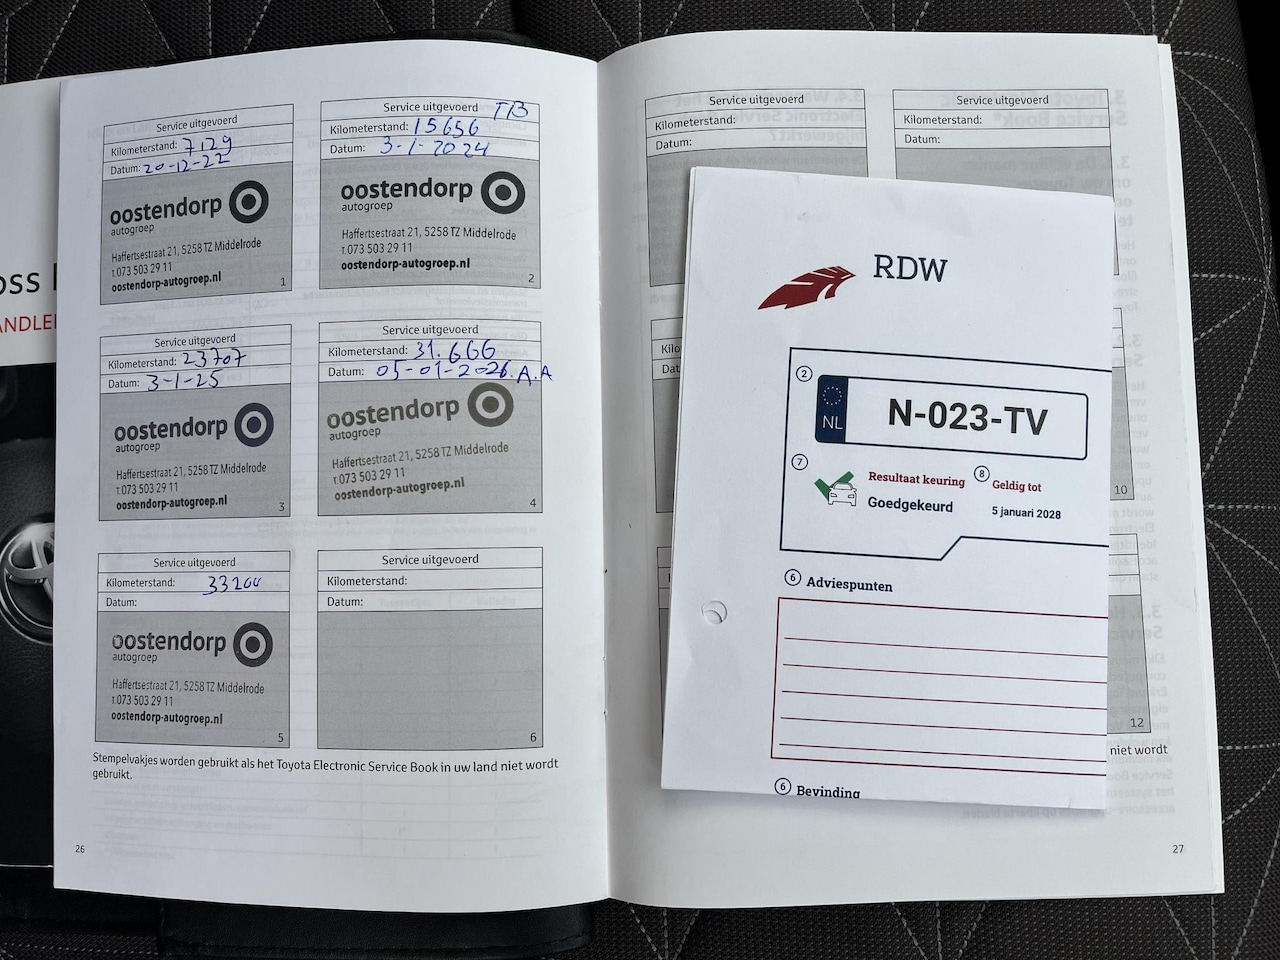 oss
ANDLEI
Service uitgevoerd
Kilometerstand: 7129
Datum: 20-12-22
oostendorp
autogroep
Haffertsestraat 21, 5258 TZ Middelrode
t.073 503 29 11
oostendorp-autogroep.nl
1
Service uitgevoerd TB
Kilometerstand: 15656
Datum: 3-1-2024
oostendorp
autogroep
Haffertsestraat 21, 5258 TZ Middelrode
t.073 503 29 11
oostendorp-autogroep.nl
2
Service uitgevoerd
Kilometerstand: 23707
Datum: 3-1-25
oostendorp
autogroep
Haffertsestraat 21, 5258 TZ Middelrode
t.073 503 29 11
oostendorp-autogroep.nl
3
Service uitgevoerd
Kilometerstand: 31.666
Datum: 05-01-2026. A.A
oostendorp
autogroep
Haffertsestraat 21, 5258 TZ Middelrode
t.073 503 29 11
oostendorp-autogroep.nl
4
Service uitgevoerd
Kilometerstand: 33200
Datum:
oostendorp
autogroep
Haffertsestraat 21, 5258 TZ Middelrode
t.073 503 29 11
oostendorp-autogroep.nl
5
Service uitgevoerd
Kilometerstand:
Datum:
6
Stempelvakjes worden gebruikt als het Toyota Electronic Service Book in uw land niet wordt
gebruikt.
26
Service uitgevoerd
Kilometerstand:
Datum:
Service uitgevoerd
Kilometerstand:
Datum:
Kilo
Dat
10
12
niet wordt
27
RDW
2
NL
N-023-TV
7
Resultaat keuring
Goedgekeurd
8
Geldig tot
5 januari 2028
6 Adviespunten
6 Bevinding